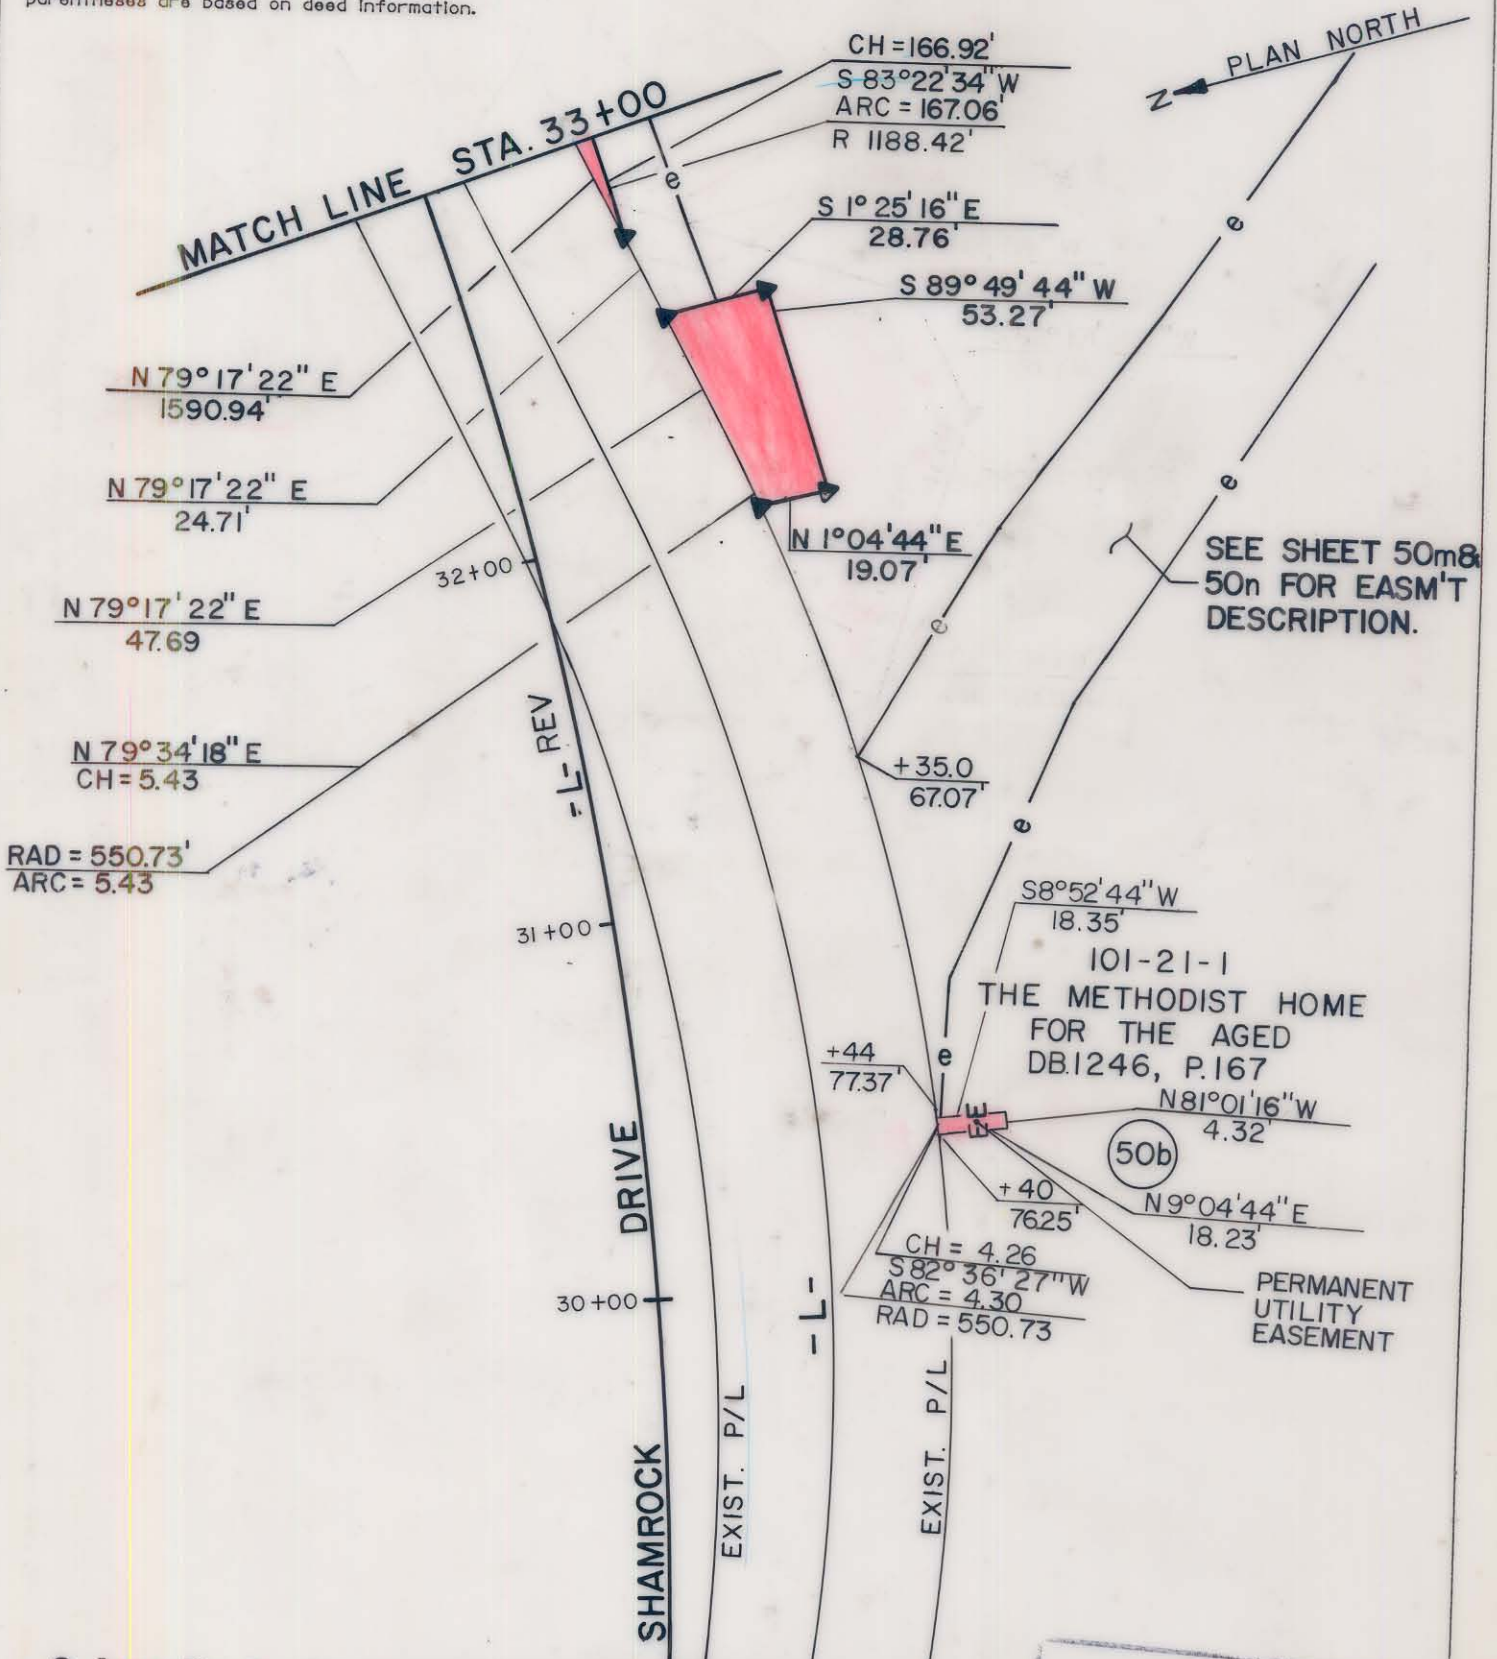 parentheses are based on deed information.
CH = 166.92'
S 83°22'34" W
ARC = 167.06'
R 1188.42'
PLAN NORTH
N
MATCH LINE STA. 33+00
e
e
S 1° 25' 16" E
28.76'
S 89° 49' 44" W
53.27'
N 79° 17' 22" E
1590.94'
N 79° 17' 22" E
24.71'
e
N 1° 04' 44" E
19.07'
SEE SHEET 50m&
50n FOR EASM'T
DESCRIPTION.
32+00
N 79° 17' 22" E
47.69
e
-L- REV
N 79° 34' 18" E
CH = 5.43
+35.0
67.07'
e
RAD = 550.73'
ARC = 5.43
S 8° 52' 44" W
18.35'
31+00
101-21-1
THE METHODIST HOME
FOR THE AGED
DB.1246, P.167
+44
77.37'
e
N 81° 01' 16" W
4.32'
50b
+40
76.25'
N 9° 04' 44" E
18.23'
CH = 4.26
S 82° 36' 27" W
ARC = 4.30
RAD = 550.73
PERMANENT
UTILITY
EASEMENT
30+00
-L-
EXIST. P/L
EXIST. P/L
SHAMROCK DRIVE